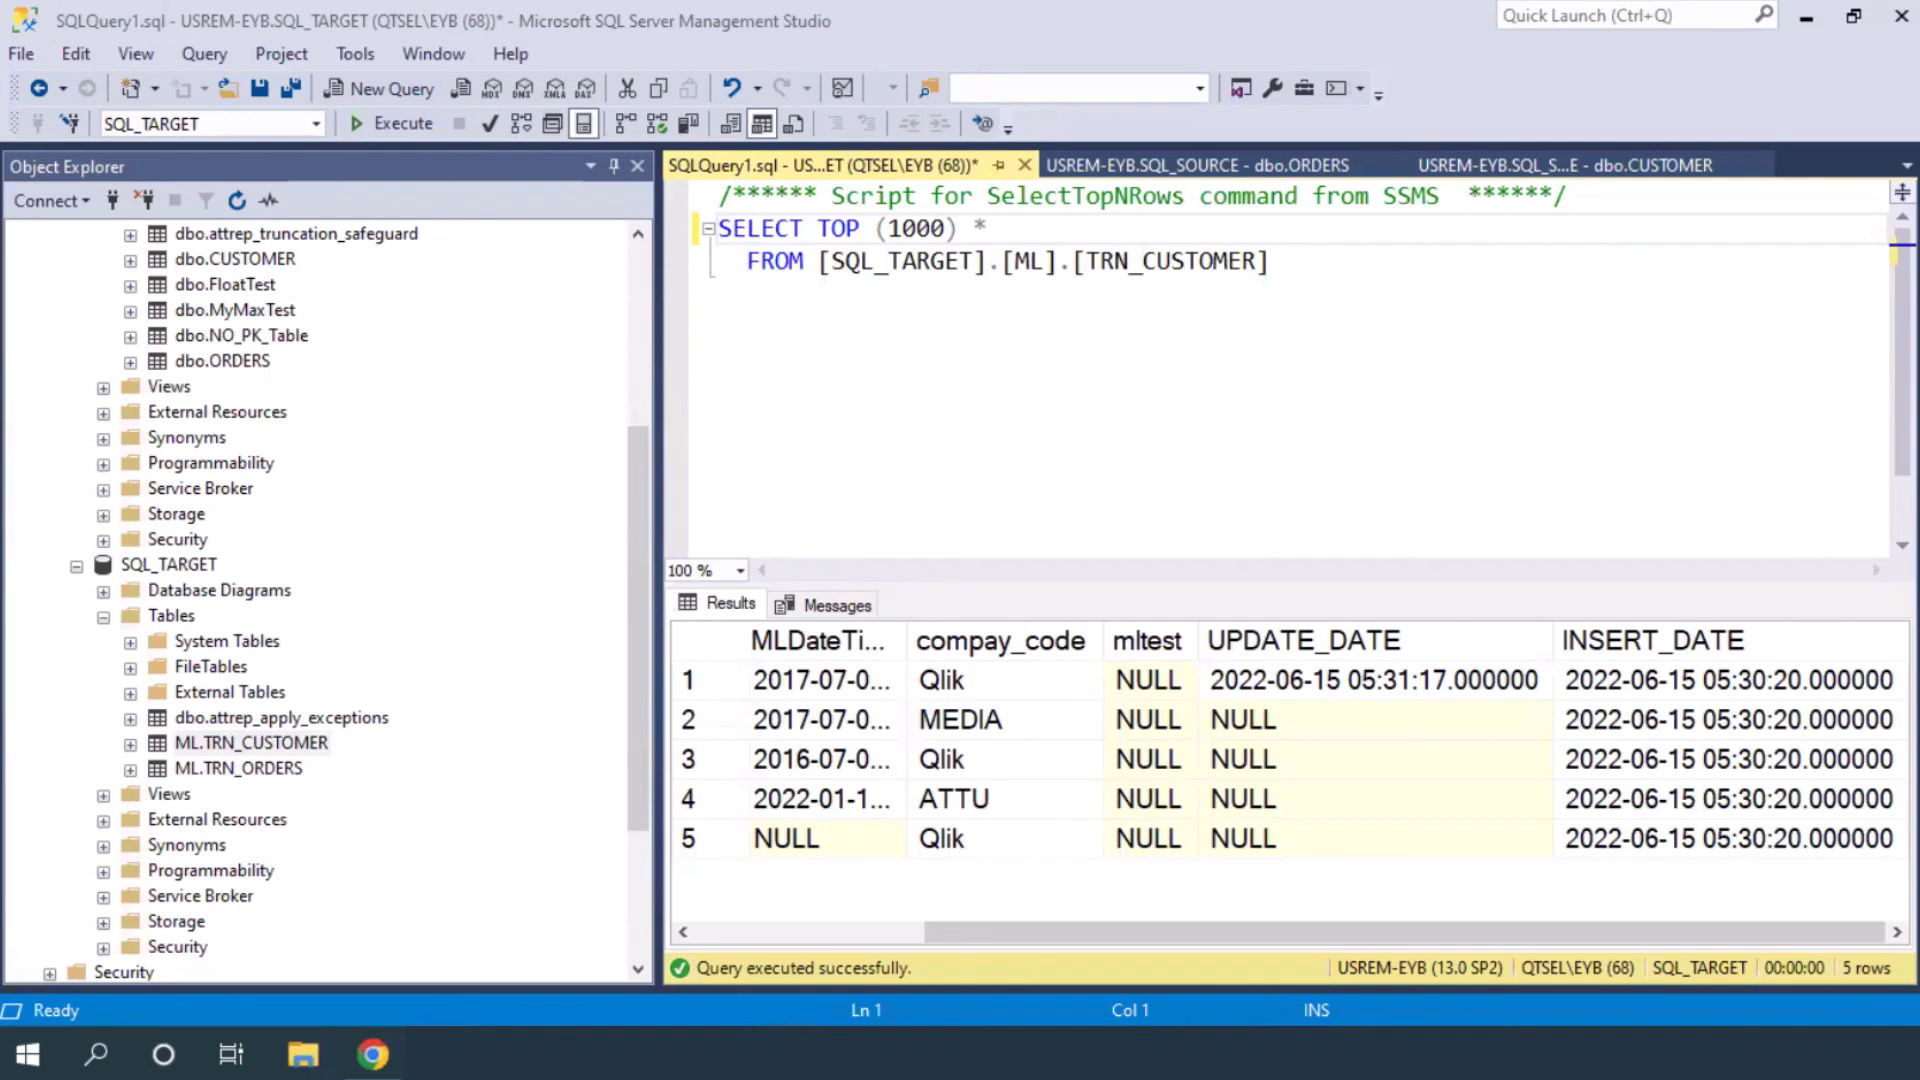 SQLQuery1.sql - USREM-EYB.SQL_TARGET (QTSEL\EYB (68))* - Microsoft SQL Server Management Studio
Quick Launch (Ctrl+Q)
File Edit View Query Project Tools Window Help
New Query MDX DMX XMLA DAX
SQL_TARGET Execute
Object Explorer
Connect
dbo.attrep_truncation_safeguard
dbo.CUSTOMER
dbo.FloatTest
dbo.MyMaxTest
dbo.NO_PK_Table
dbo.ORDERS
Views
External Resources
Synonyms
Programmability
Service Broker
Storage
Security
SQL_TARGET
Database Diagrams
Tables
System Tables
FileTables
External Tables
dbo.attrep_apply_exceptions
ML.TRN_CUSTOMER
ML.TRN_ORDERS
Views
External Resources
Synonyms
Programmability
Service Broker
Storage
Security
Security
SQLQuery1.sql - US...ET (QTSEL\EYB (68))* USREM-EYB.SQL_SOURCE - dbo.ORDERS USREM-EYB.SQL_S...E - dbo.CUSTOMER
/****** Script for SelectTopNRows command from SSMS ******/
SELECT TOP (1000) *
FROM [SQL_TARGET].[ML].[TRN_CUSTOMER]
100 %
Results Messages
MLDateTi... compay_code mltest UPDATE_DATE INSERT_DATE
1 2017-07-0... Qlik NULL 2022-06-15 05:31:17.000000 2022-06-15 05:30:20.000000
2 2017-07-0... MEDIA NULL NULL 2022-06-15 05:30:20.000000
3 2016-07-0... Qlik NULL NULL 2022-06-15 05:30:20.000000
4 2022-01-1... ATTU NULL NULL 2022-06-15 05:30:20.000000
5 NULL Qlik NULL NULL 2022-06-15 05:30:20.000000
Query executed successfully. USREM-EYB (13.0 SP2) QTSEL\EYB (68) SQL_TARGET 00:00:00 5 rows
Ready Ln 1 Col 1 INS